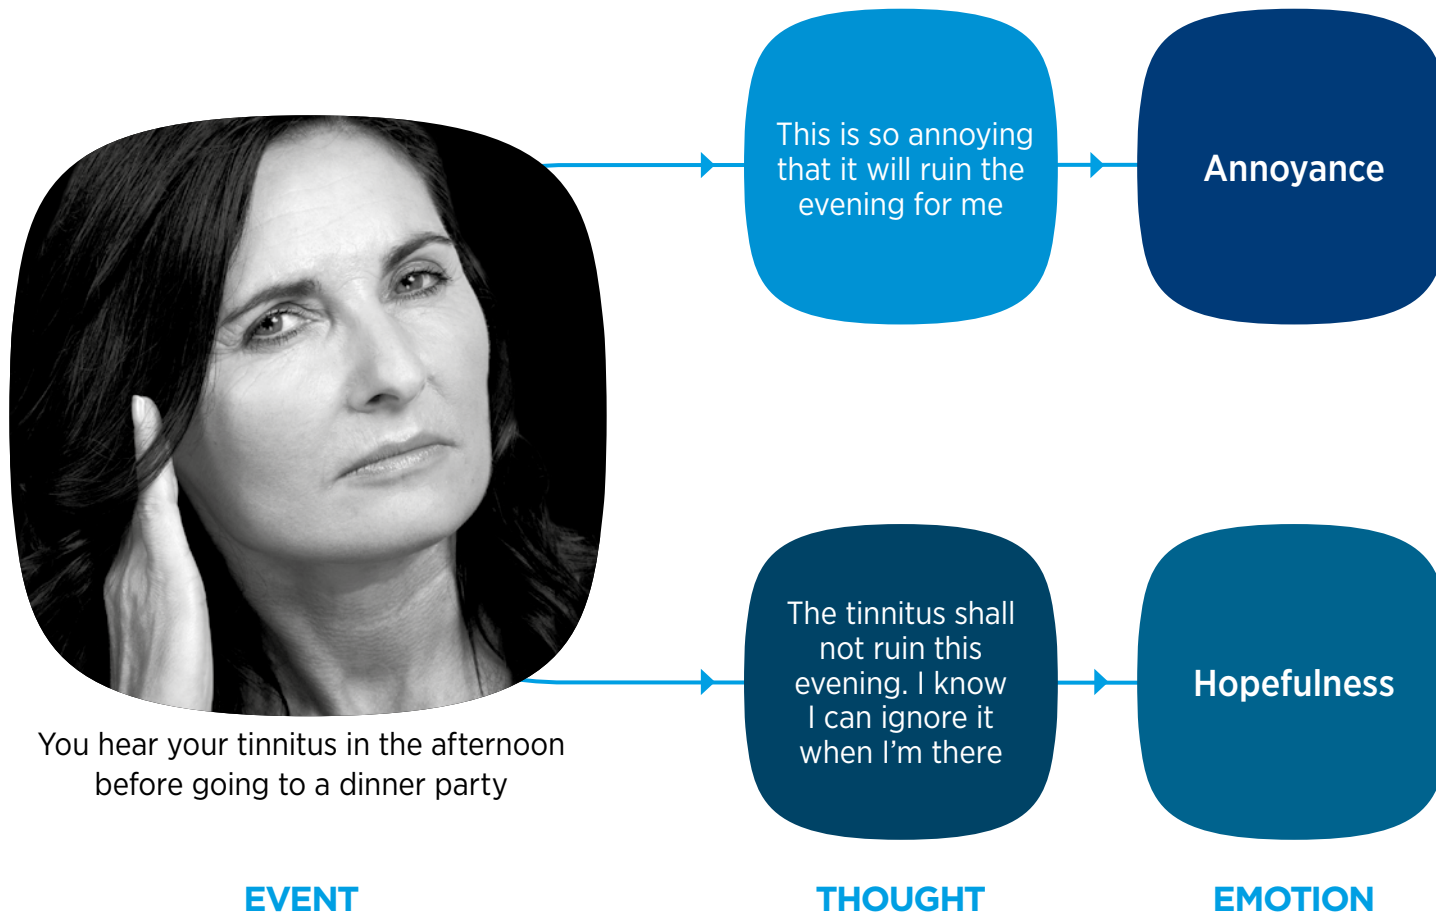 This is so annoying
that it will ruin the
evening for me
Annoyance
You hear your tinnitus in the afternoon
before going to a dinner party
The tinnitus shall
not ruin this
evening. I know
I can ignore it
when I’m there
Hopefulness
EVENT
THOUGHT
EMOTION